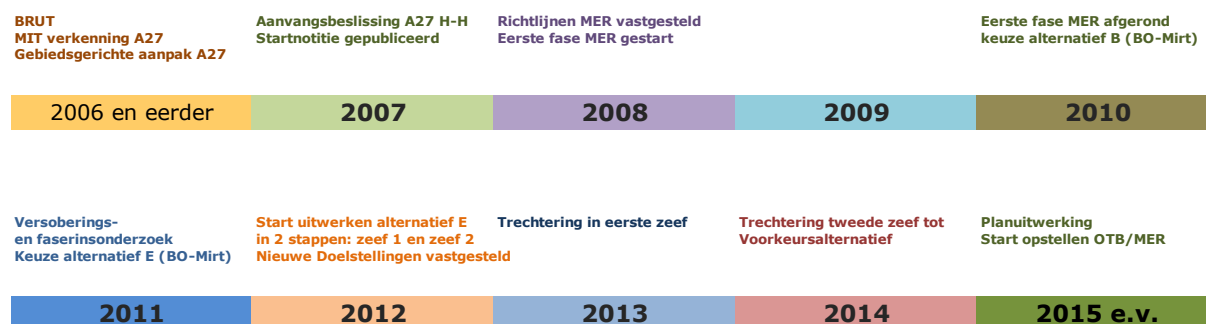 BRUT
MIT verkenning A27
Gebiedsgerichte aanpak A27
Aanvangsbeslissing A27 H-H
Startnotitie gepubliceerd
Richtlijnen MER vastgesteld
Eerste fase MER gestart
Eerste fase MER afgerond
keuze alternatief B (BO-Mirt)
2006 en eerder
2007
2008
2009
2010
Versoberings-
en faserinsonderzoek
Keuze alternatief E (BO-Mirt)
Start uitwerken alternatief E
in 2 stappen: zeef 1 en zeef 2
Nieuwe Doelstellingen vastgesteld
Trechtering in eerste zeef
Trechtering tweede zeef tot
Voorkeursalternatief
Planuitwerking
Start opstellen OTB/MER
2011
2012
2013
2014
2015 e.v.